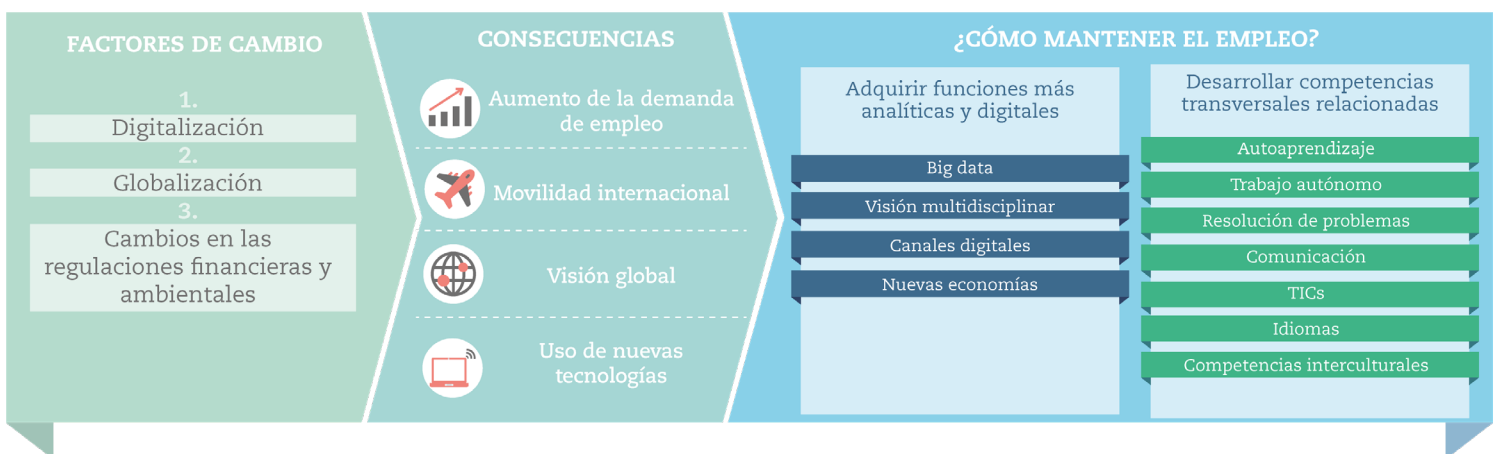 FACTORES DE CAMBIO
1.
Digitalización
2.
Globalización
3.
Cambios en las
regulaciones financieras y
ambientales
CONSECUENCIAS
Aumento de la demanda
de empleo
Movilidad internacional
Visión global
Uso de nuevas
tecnologías
¿CÓMO MANTENER EL EMPLEO?
Adquirir funciones más
analíticas y digitales
Big data
Visión multidisciplinar
Canales digitales
Nuevas economías
Desarrollar competencias
transversales relacionadas
Autoaprendizaje
Trabajo autónomo
Resolución de problemas
Comunicación
TICs
Idiomas
Competencias interculturales